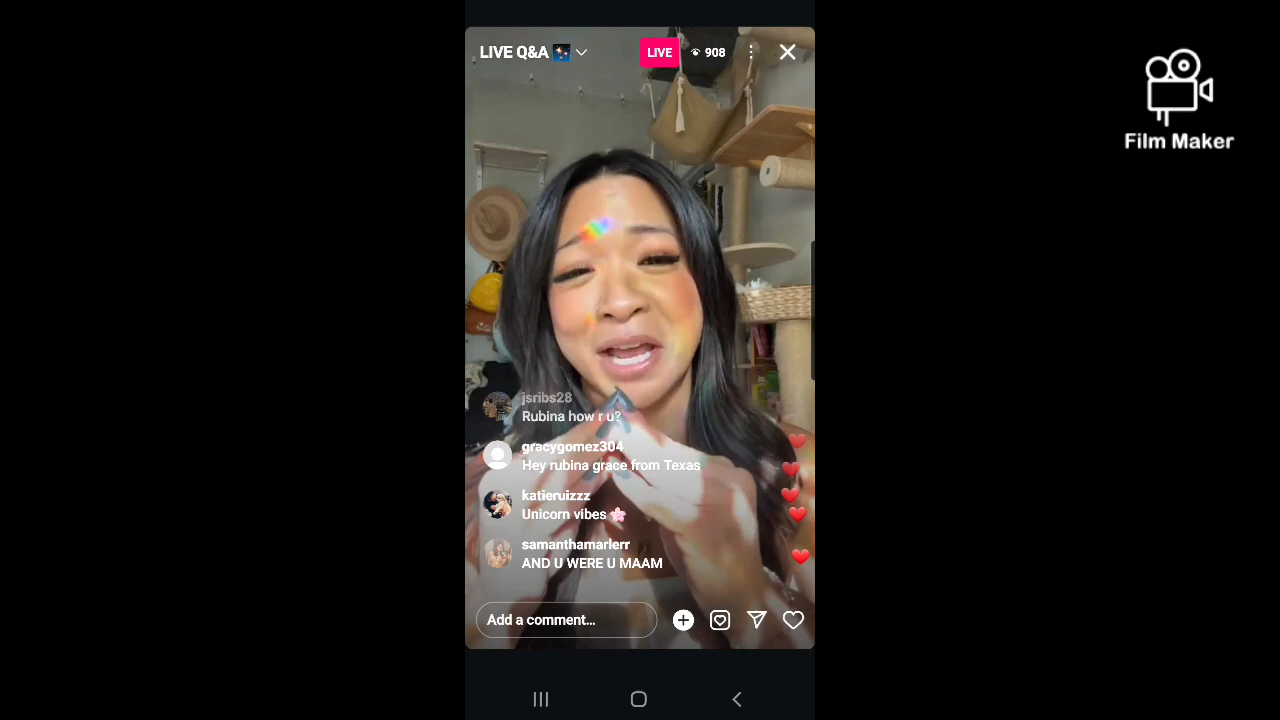 LIVE Q&A
LIVE
908
Film Maker
jsribs28
Rubina how r u?
gracygomez304
Hey rubina grace from Texas
katieruizzz
Unicorn vibes 🌸
samanthamarlerr
AND U WERE U MAAM
Add a comment...